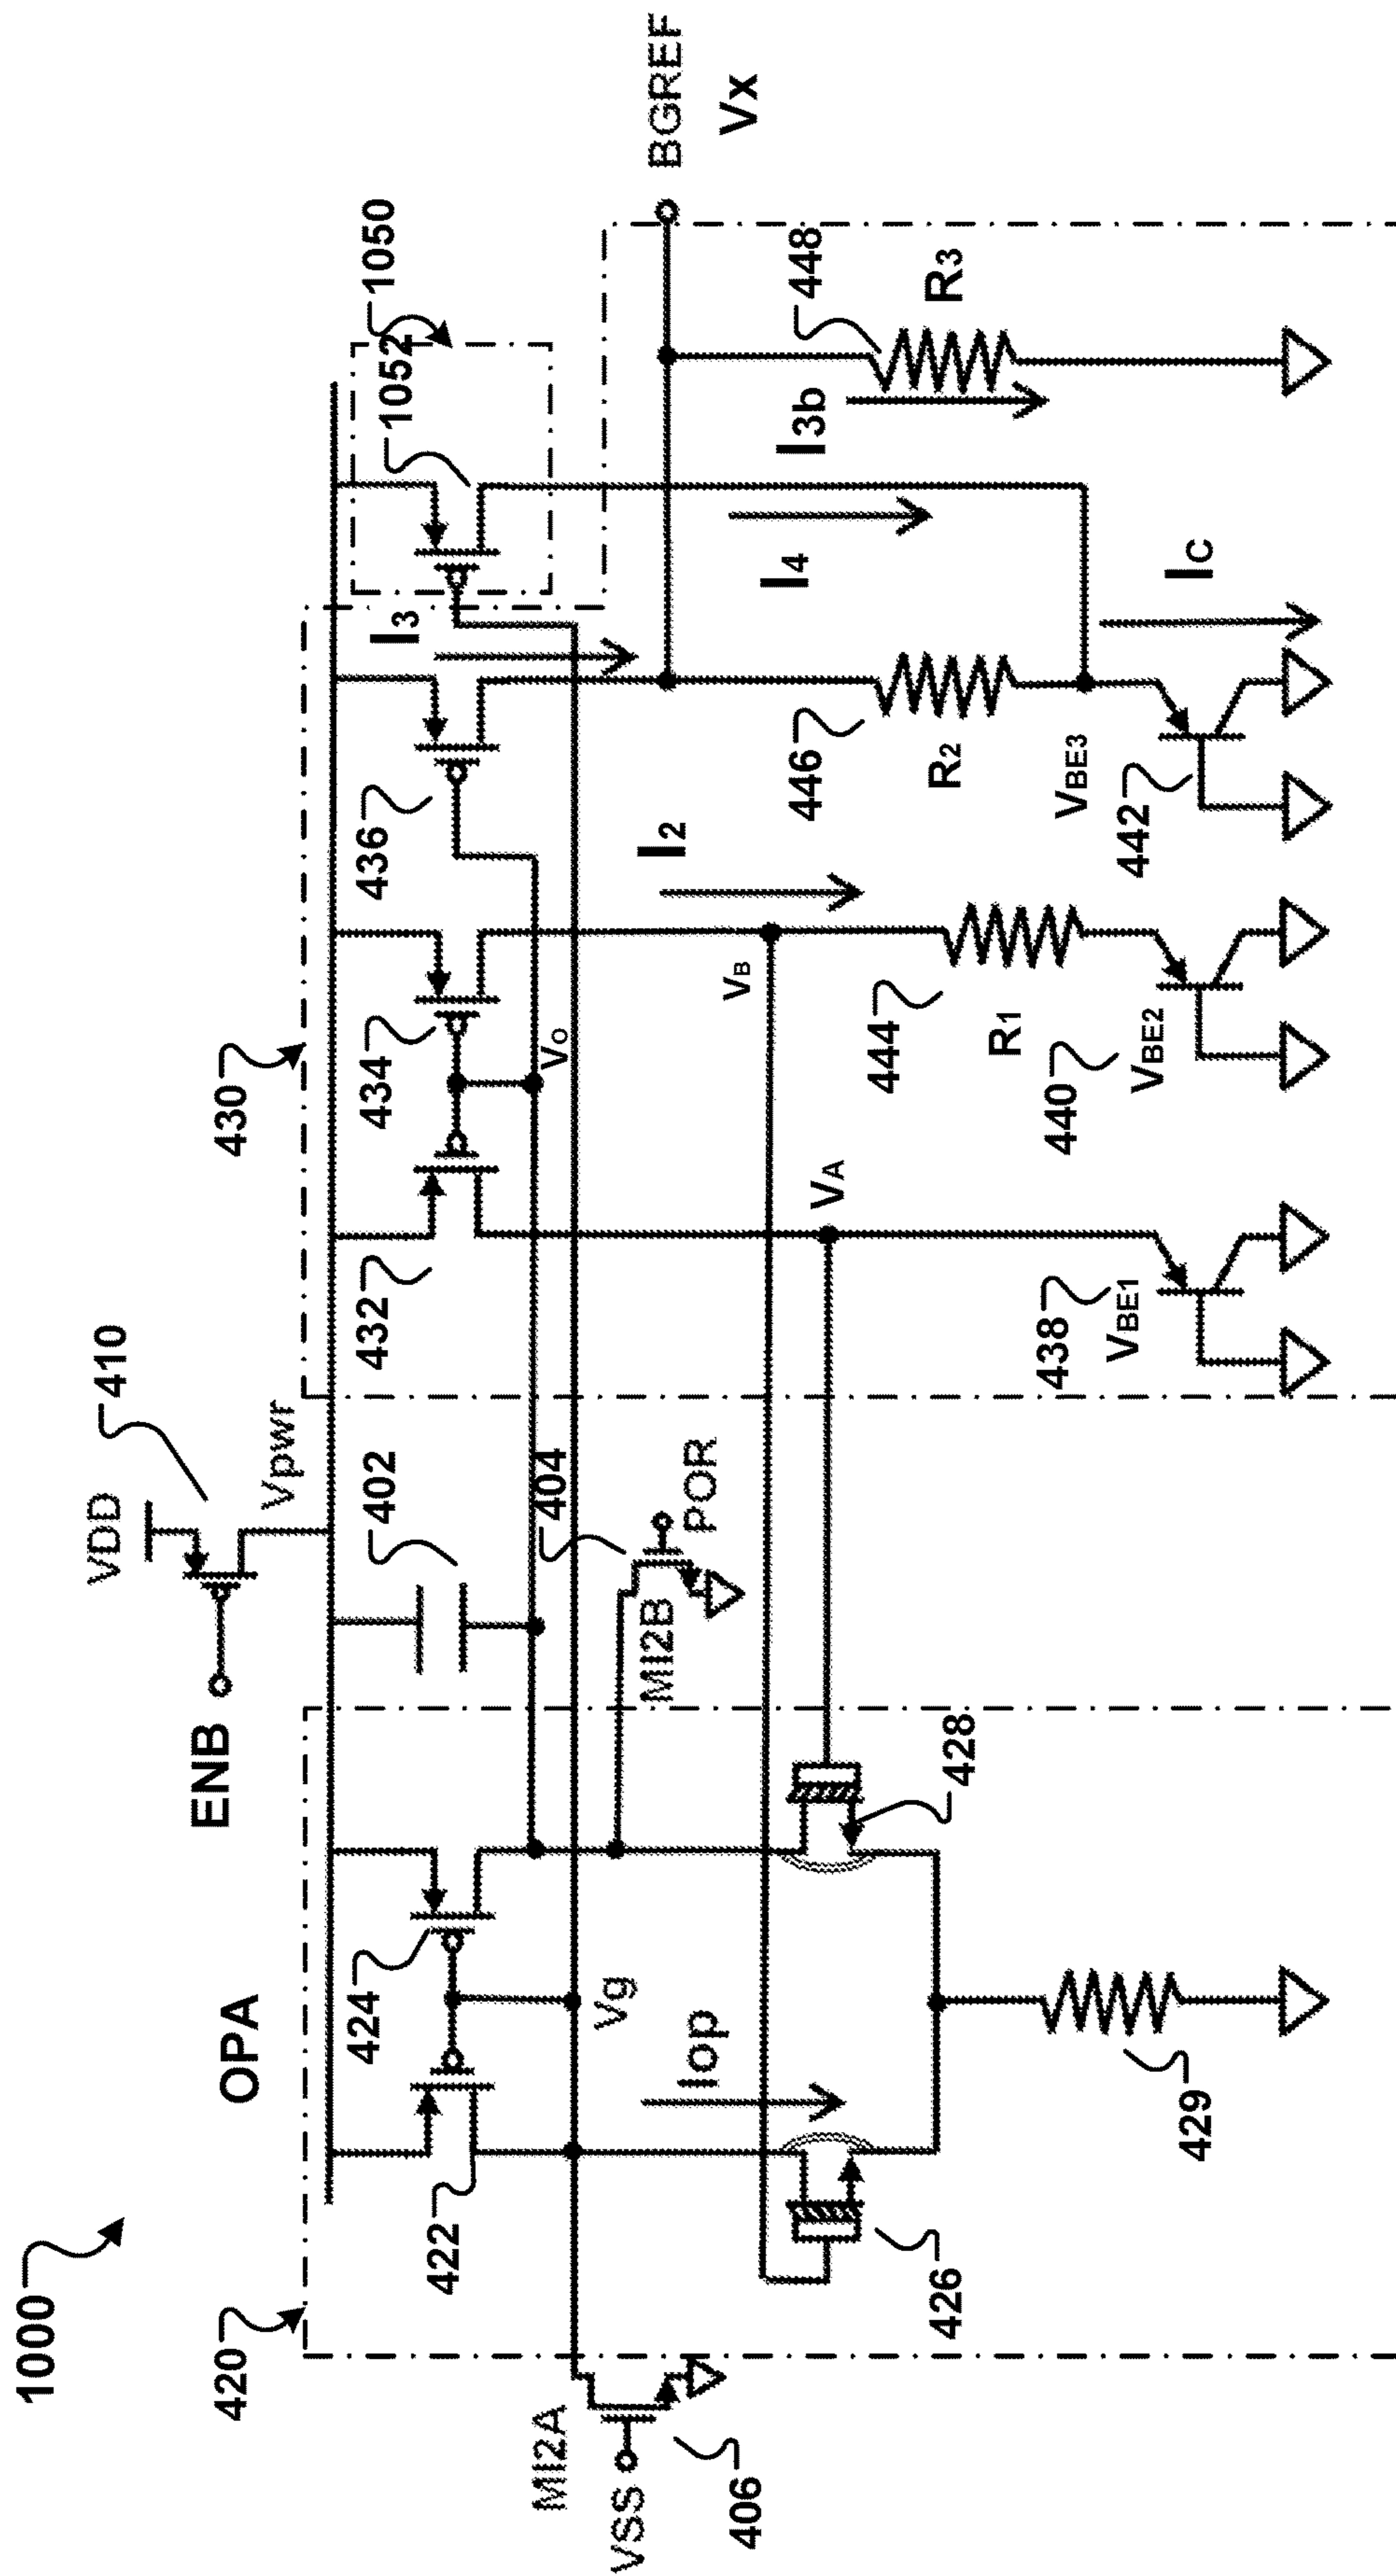 1000
420
OPA
ENB
VDD
410
Vpwr
430
422
424
402
432
434
436
I3
1052
1050
MI2A
VSS
406
Vg
Iop
404
MI2B
POR
VO
VB
I2
VA
I4
I3b
448
R3
BGREF
Vx
426
428
429
438
VBE1
444
R1
440
VBE2
446
R2
VBE3
442
IC